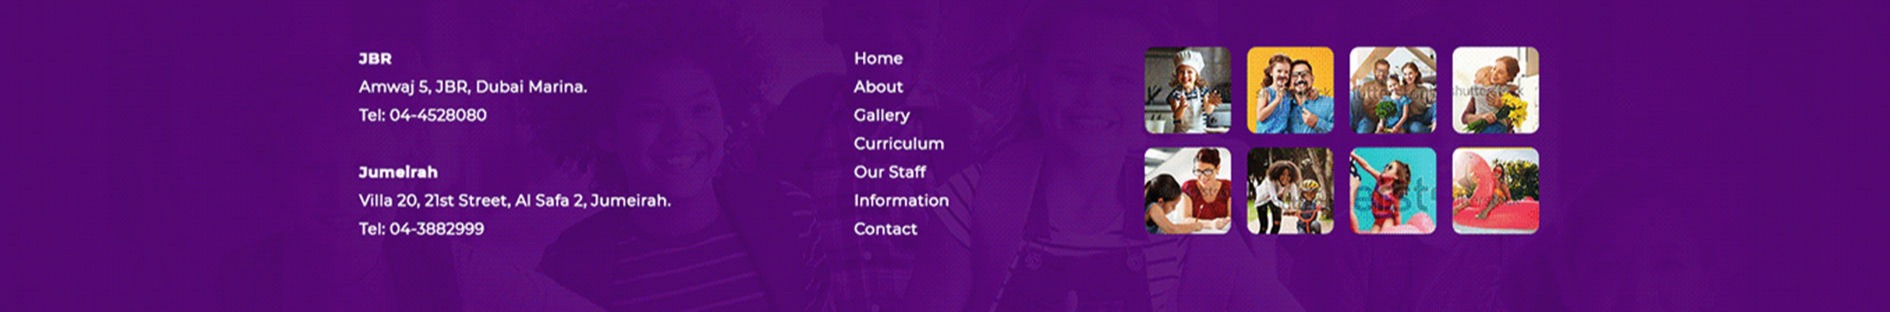 JBR
Amwaj 5, JBR, Dubai Marina.
Tel: 04-4528080
Jumeirah
Villa 20, 21st Street, Al Safa 2, Jumeirah.
Tel: 04-3882999
Home
About
Gallery
Curriculum
Our Staff
Information
Contact
shutterstock